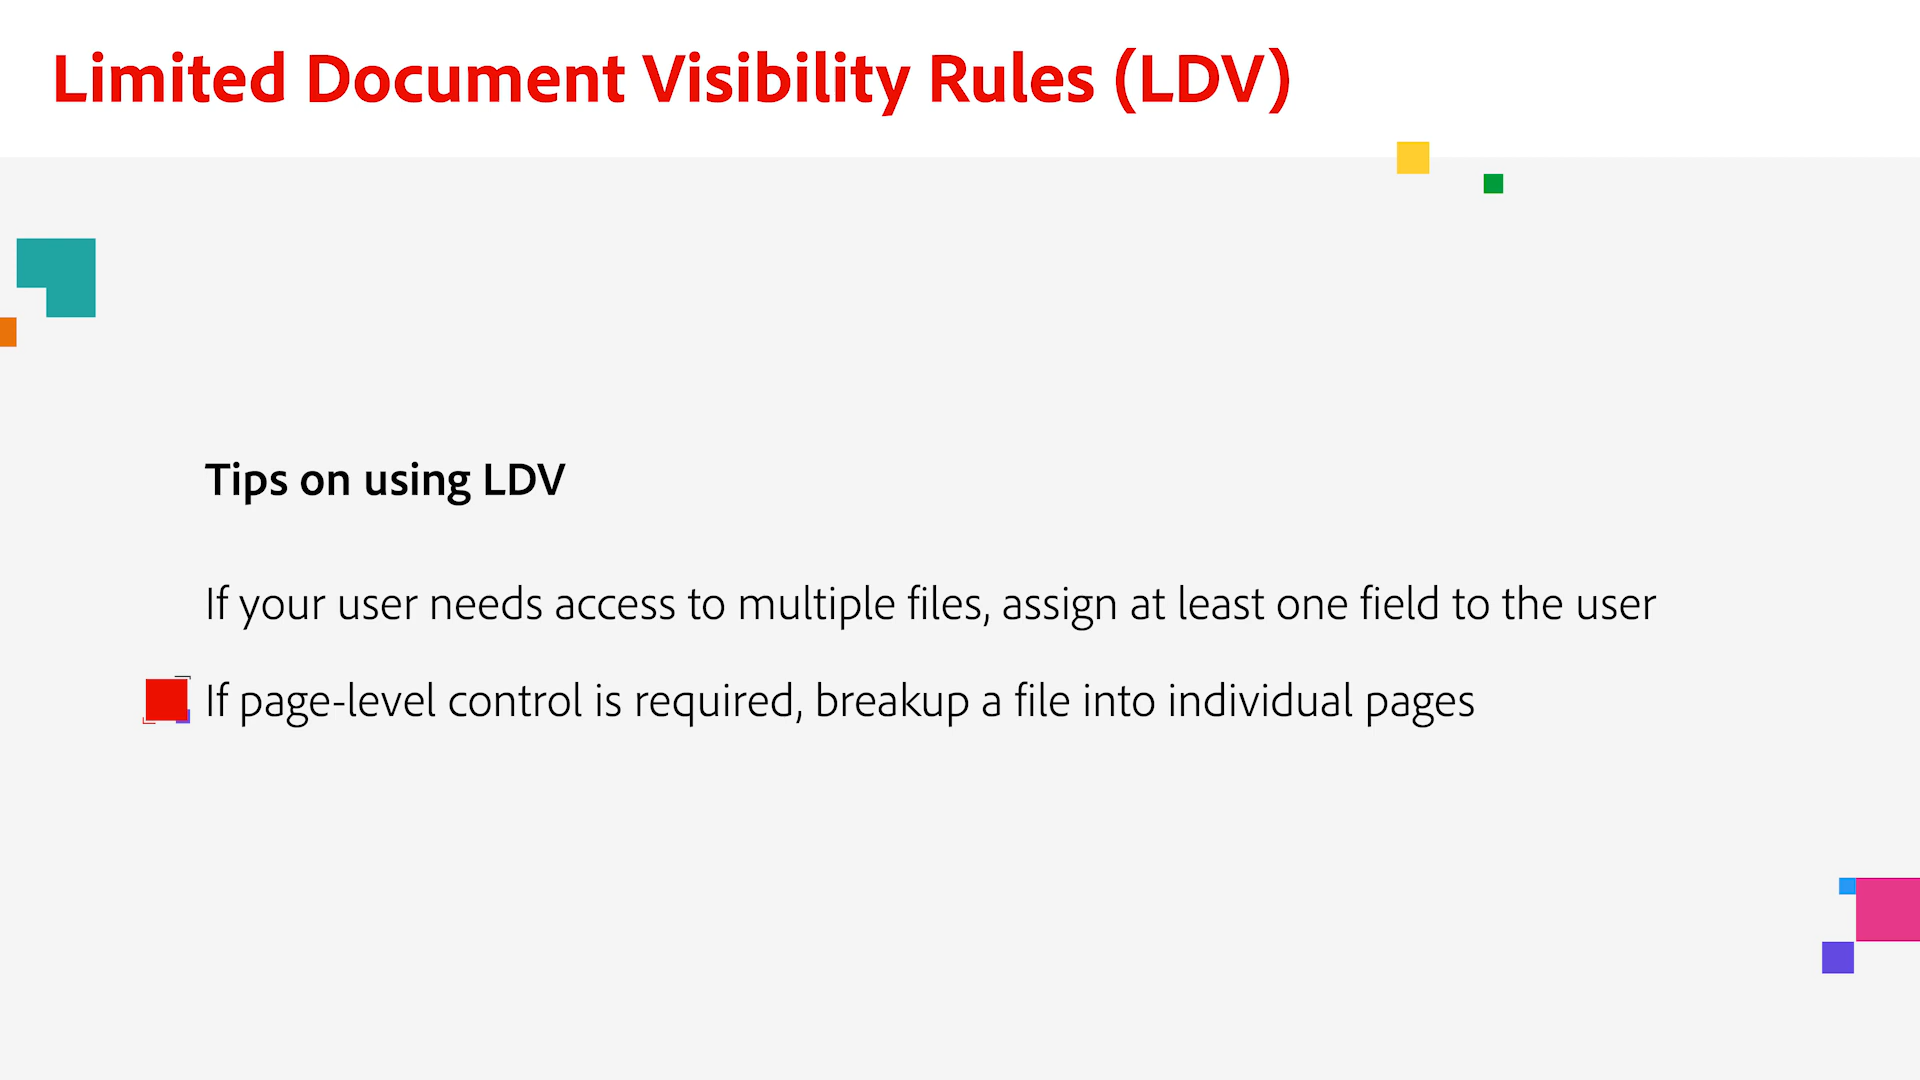 Limited Document Visibility Rules (LDV)
Tips on using LDV
If your user needs access to multiple files, assign at least one field to the user
If page-level control is required, breakup a file into individual pages